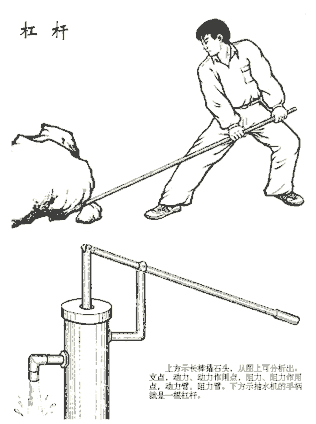 杠杆
上方示长棒撬石头，从图上可分析出，
支点，动力、动力作用点，阻力、阻力作用
点，动力臂，阻力臂。下方示抽水机的手柄
就是一根杠杆。